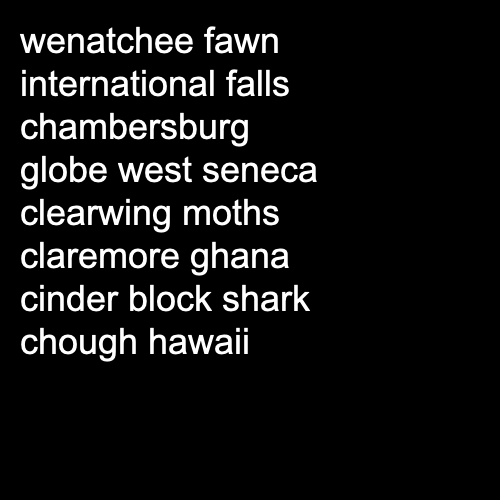 wenatchee fawn
international falls
chambersburg
globe west seneca
clearwing moths
claremore ghana
cinder block shark
chough hawaii